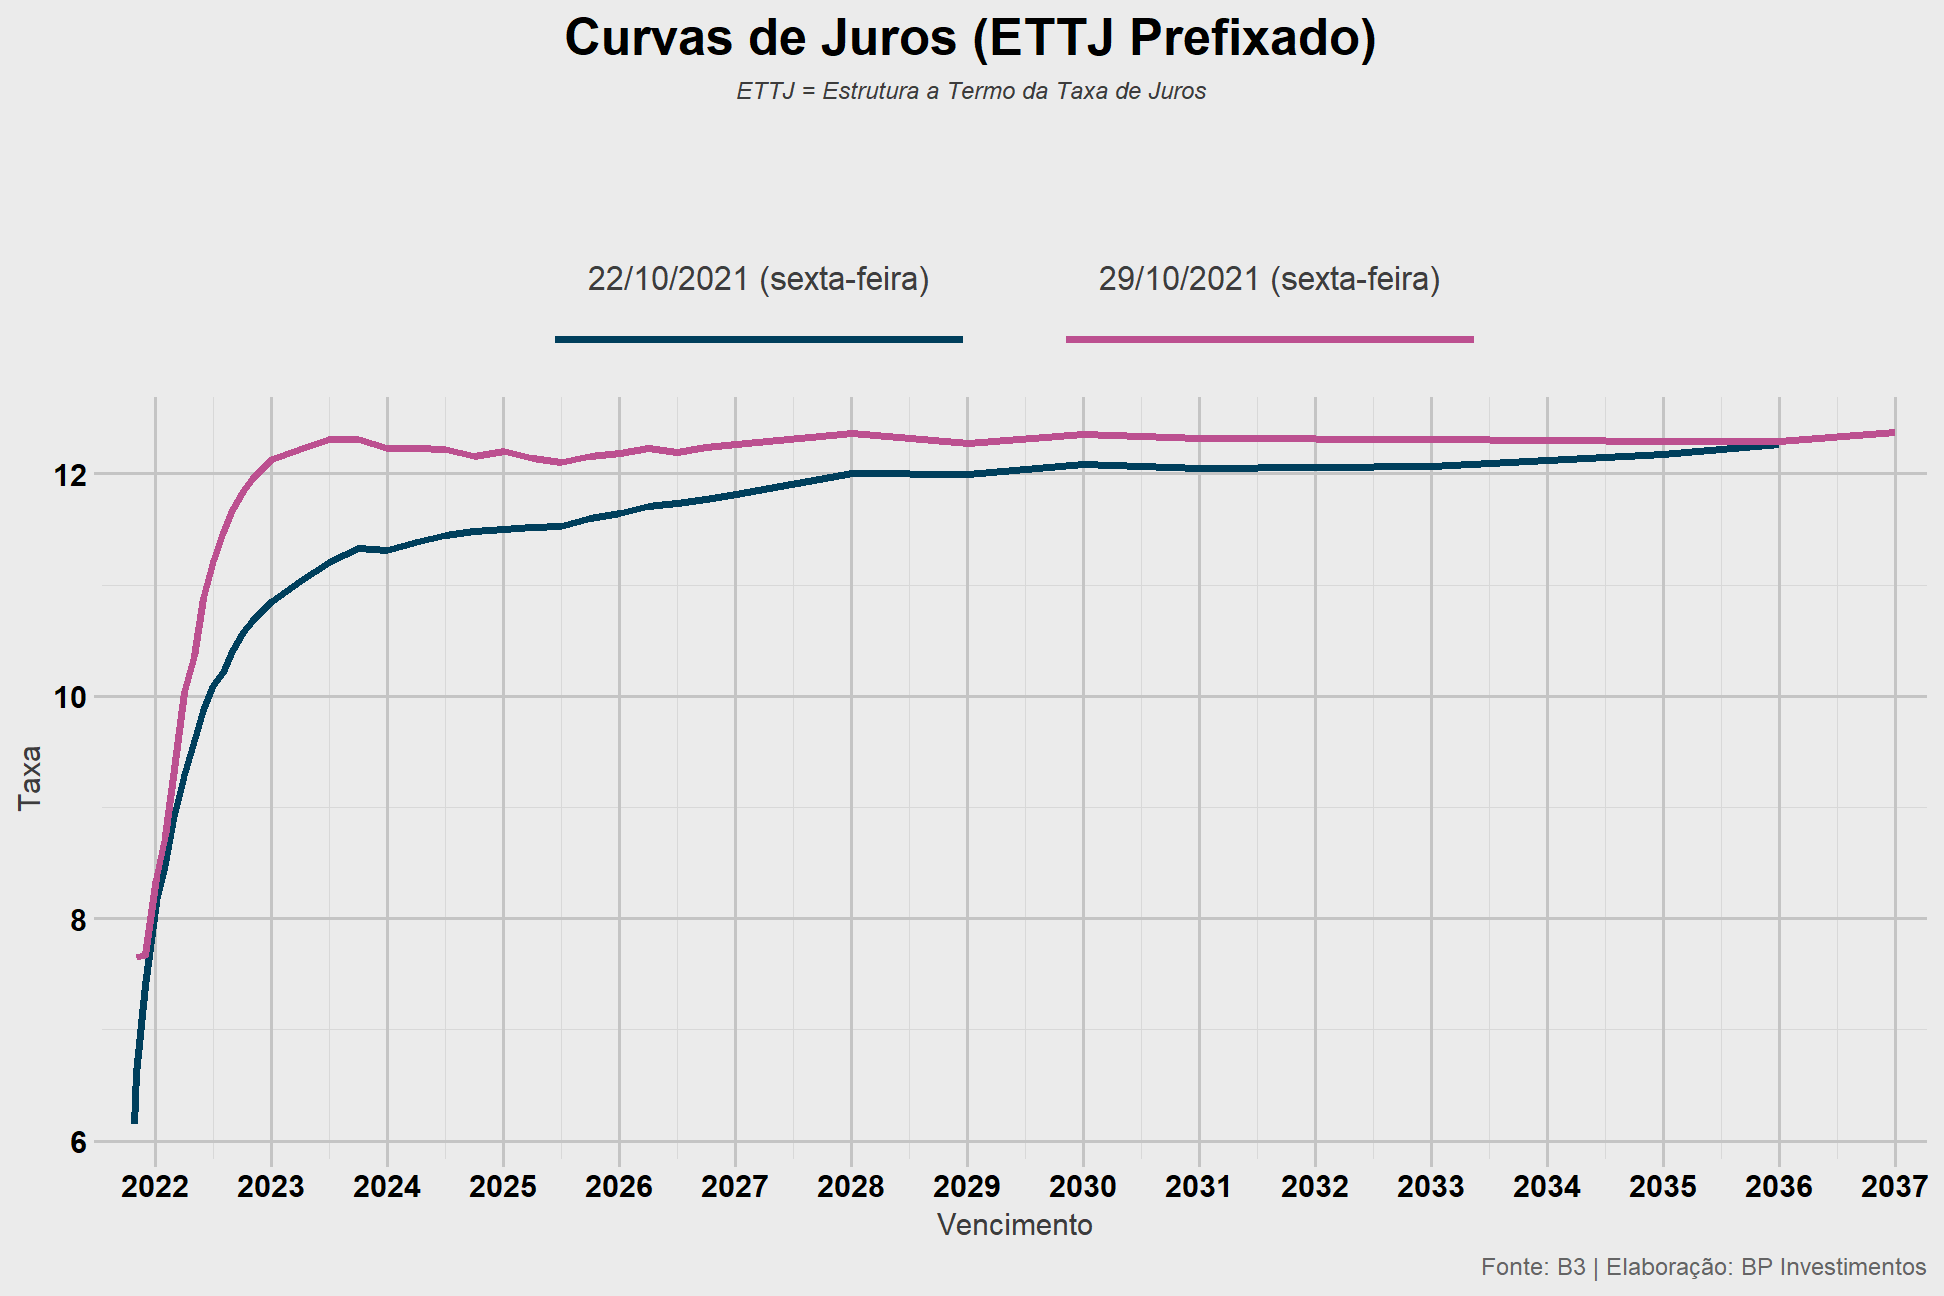 Curvas de Juros (ETTJ Prefixado)
ETTJ = Estrutura a Termo da Taxa de Juros
22/10/2021 (sexta-feira)
29/10/2021 (sexta-feira)
12
10
8
6
Taxa
2022 2023 2024 2025 2026 2027 2028 2029 2030 2031 2032 2033 2034 2035 2036 2037
Vencimento
Fonte: B3 | Elaboração: BP Investimentos